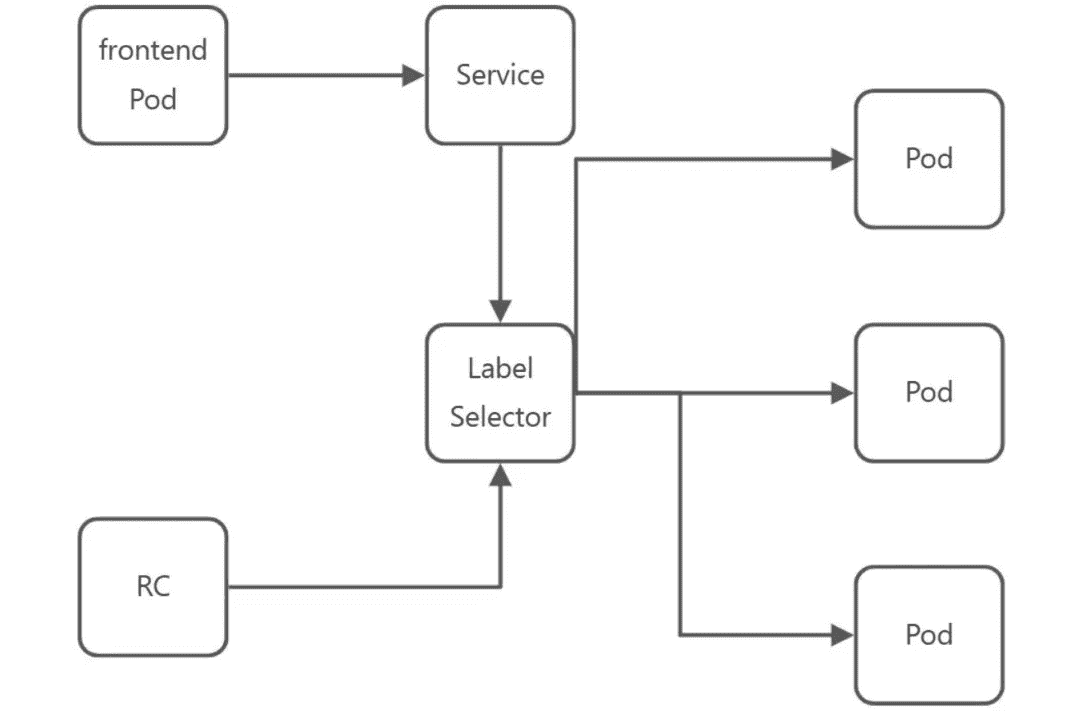 frontend
Pod
Service
Pod
Label
Selector
Pod
RC
Pod